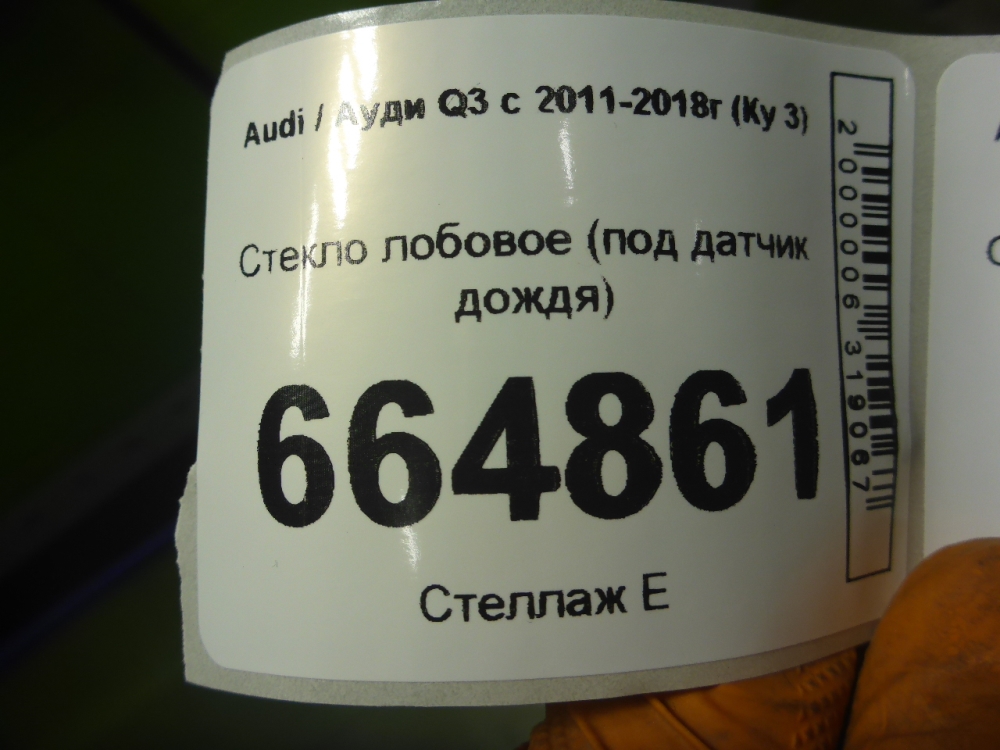 Audi / Ауди Q3 с 2011-2018г (Ку 3)
Стекло лобовое (под датчик
дождя)
664861
Стеллаж Е
2000006319067